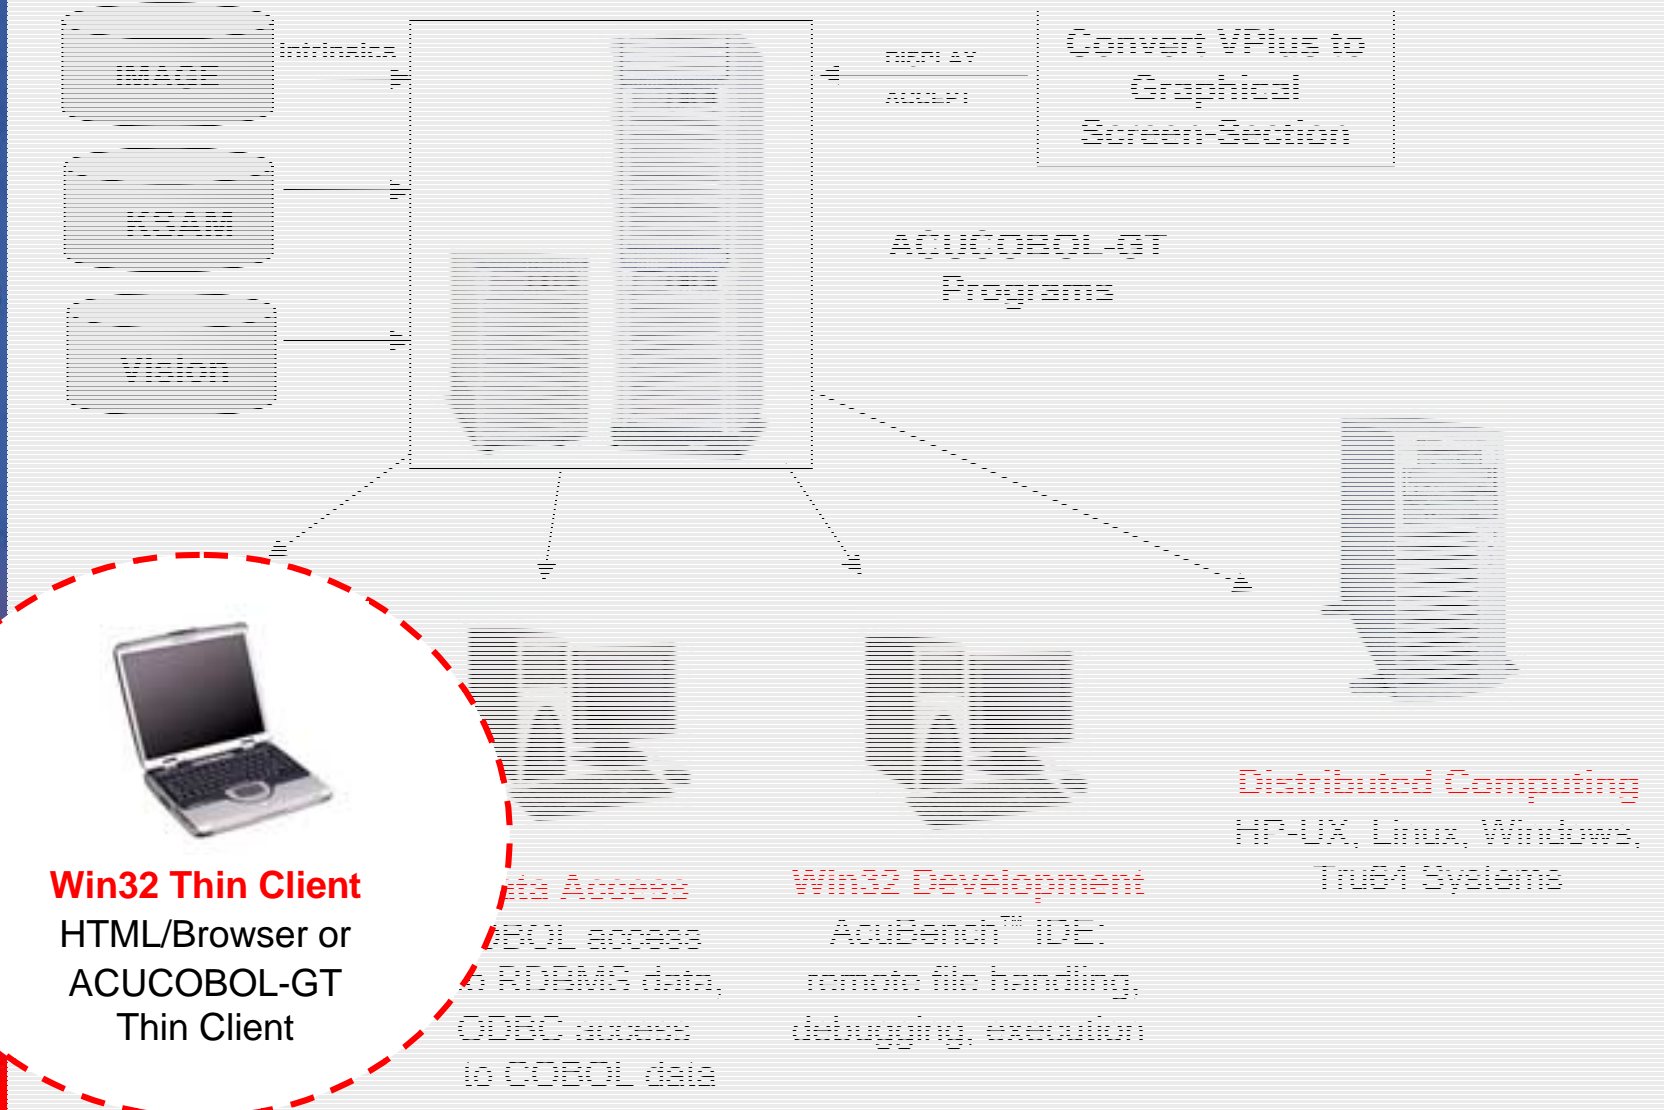 Intrinsics
IMAGE
KSAM
Vision
DISPLAY
ACCEPT
Convert VPlus to
Graphical
Screen-Section
ACUCOBOL-GT
Programs
Win32 Thin Client
HTML/Browser or
ACUCOBOL-GT
Thin Client
ata Access
OBOL access
o RDBMS data,
ODBC access
to COBOL data
Win32 Development
AcuBench™ IDE:
remote file handling,
debugging, execution
Distributed Computing
HP-UX, Linux, Windows,
Tru64 Systems